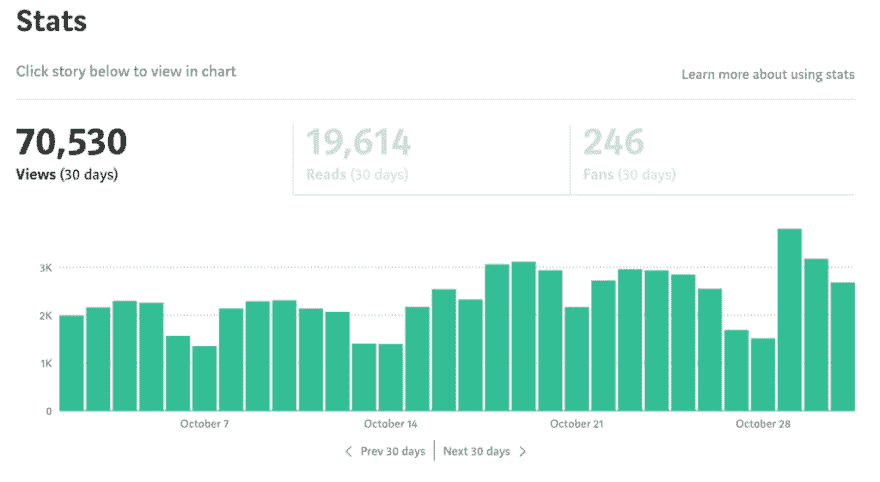 Stats
Click story below to view in chart
Learn more about using stats
70,530
Views (30 days)
19,614
Reads (30 days)
246
Fans (30 days)
3K
2K
1K
0
October 7
October 14
October 21
October 28
Prev 30 days
Next 30 days